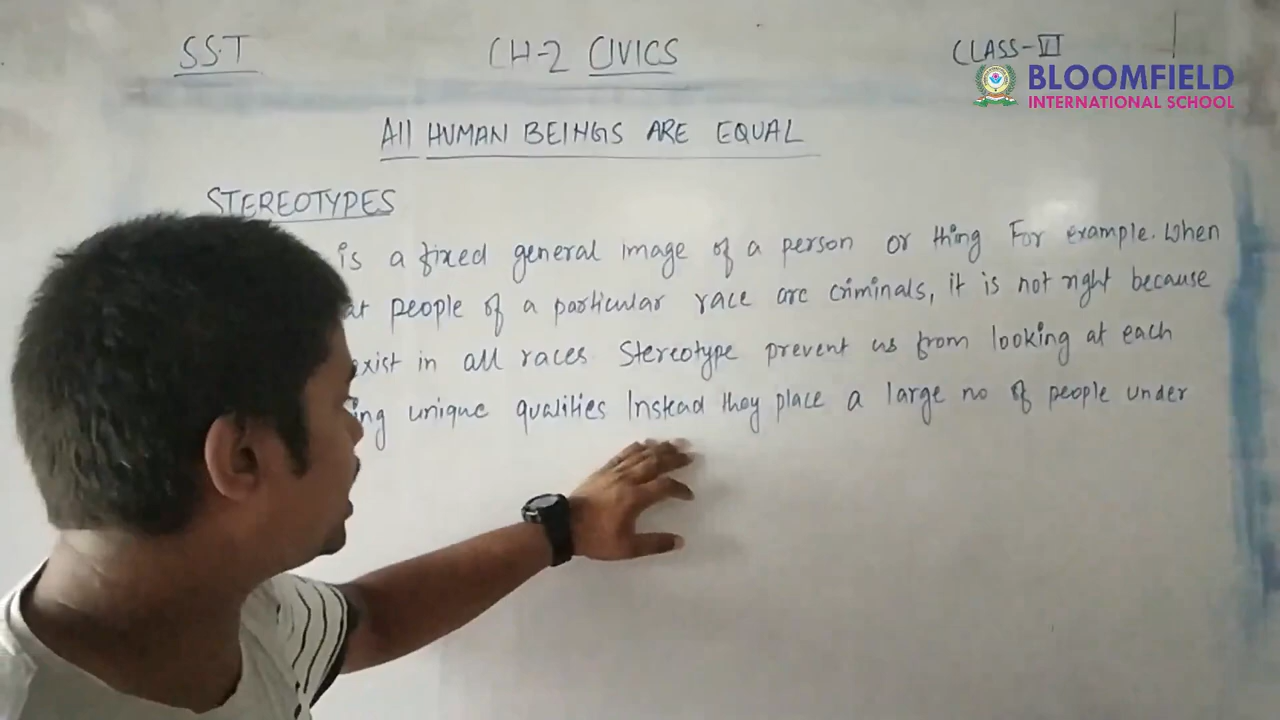 S.S.T CH-2 CIVICS CLASS-VI
BLOOMFIELD
INTERNATIONAL SCHOOL
All HUMAN BEINGS ARE EQUAL
STEREOTYPES
is a fixed general image of a person or thing For example. When
at people of a particular race are criminals, it is not right because
exist in all races Stereotype prevent us from looking at each
ing unique qualities Instead they place a large no of people under